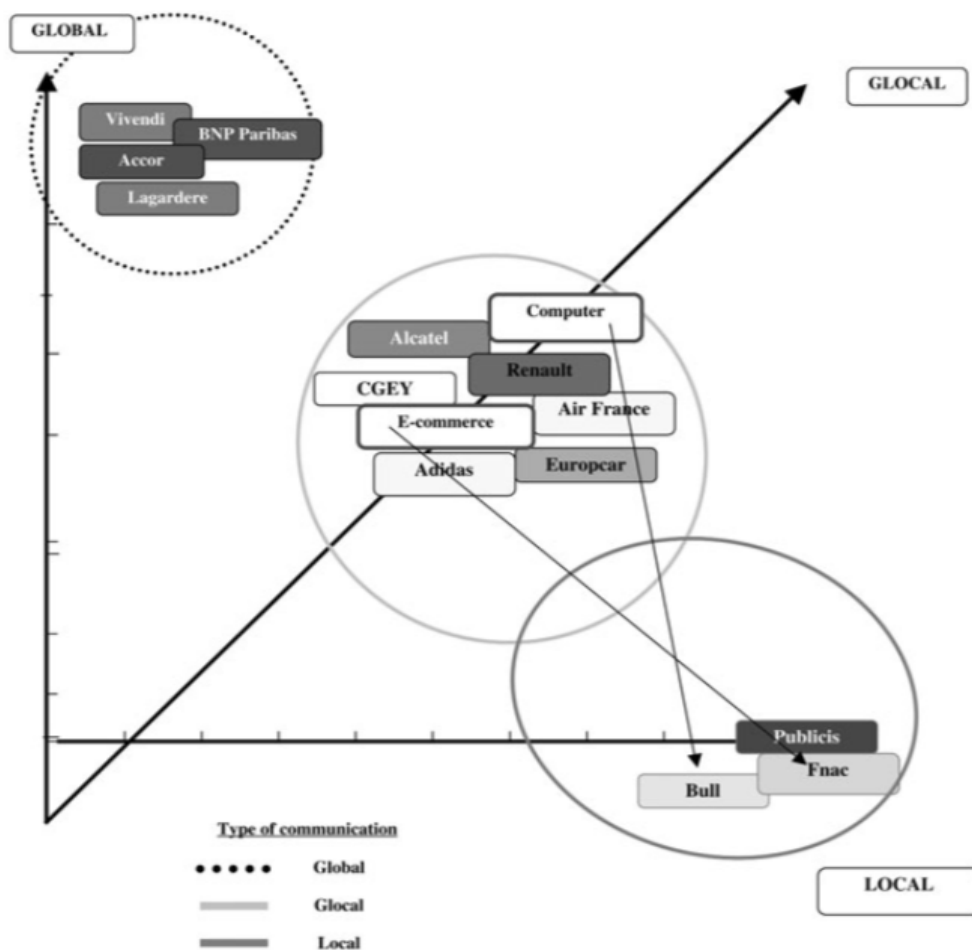 GLOBAL
GLOCAL
Vivendi
BNP Paribas
Accor
Lagardere
Computer
Alcatel
Renault
CGEY
Air France
E-commerce
Adidas
Europcar
Publicis
Fnac
Bull
Type of communication
Global
LOCAL
Glocal
Local